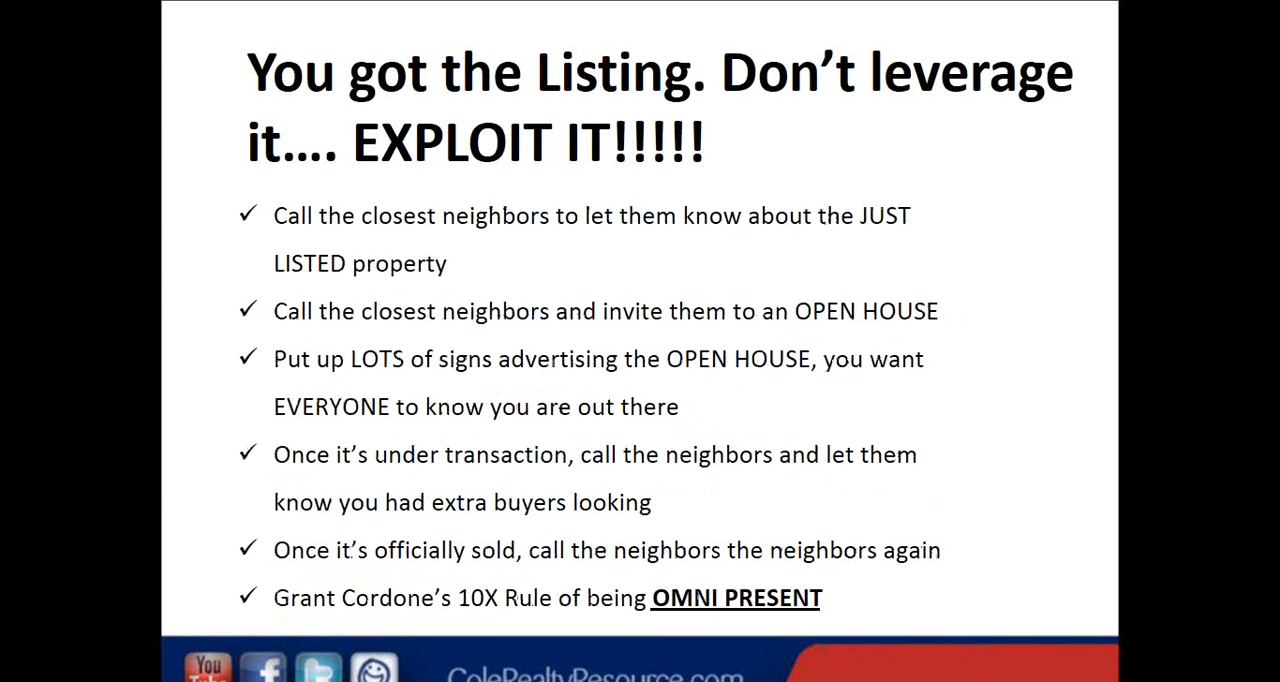 You got the Listing. Don’t leverage
it…. EXPLOIT IT!!!!!
✓ Call the closest neighbors to let them know about the JUST
LISTED property
✓ Call the closest neighbors and invite them to an OPEN HOUSE
✓ Put up LOTS of signs advertising the OPEN HOUSE, you want
EVERYONE to know you are out there
✓ Once it’s under transaction, call the neighbors and let them
know you had extra buyers looking
✓ Once it’s officially sold, call the neighbors the neighbors again
✓ Grant Cordone’s 10X Rule of being OMNI PRESENT
You
Tube
ColeRealtyResource.com